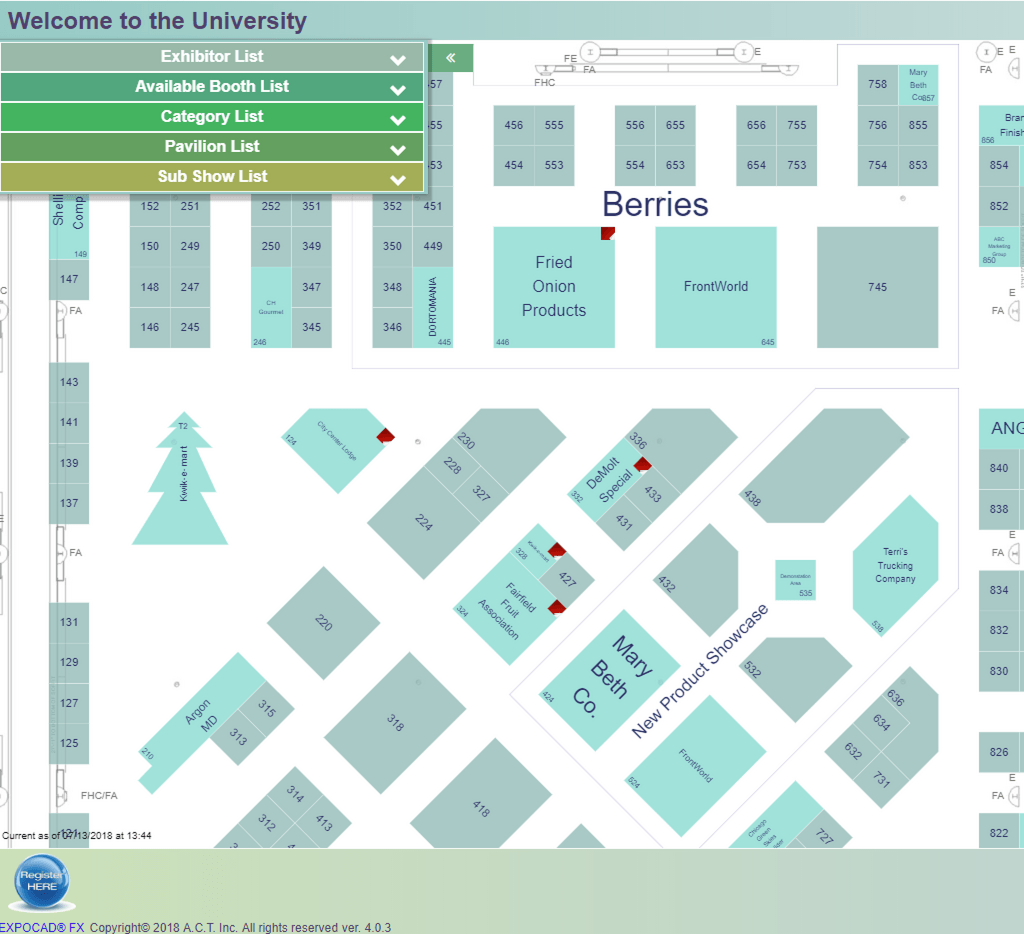 Welcome to the University
Exhibitor List
Available Booth List
Category List
Pavilion List
Sub Show List
«
FE
E
FA
FHC
E
E
FA
57
55
53
456 555
454 553
556 655
554 653
656 755
654 753
758
Mary
Beth
Co857
756 855
754 853
Bran
Finish
856
854
852
ABC
Marketing
Group
850
Berries
Shelli
Comp
149
147
152 251
150 249
148 247
146 245
252 351
250 349
347
345
CH
Gourmet
246
352 451
350 449
348
346
DORTOMANIA
445
Fried
Onion
Products
446
FrontWorld
645
745
C
FA
E
FA
143
141
139
137
T2
Kwik-e-mart
City Center Lodge
124
230
228
327
224
336
DeMolt
Special
332
433
431
438
ANG
840
838
E
FA
E
FA
Kwik-e-mart
328
427
Fairfield
Fruit
Association
324
432
Demonstration
Area
535
Terri's
Trucking
Company
538
834
832
830
131
129
127
125
220
Mary
Beth
Co.
424
New Product Showcase
532
Argon
MD
210
315
313
318
FrontWorld
524
636
634
632
731
826
E
FA
FHC/FA
314
312
413
418
Chicago
Green
727
822
121
Current as of 07/13/2018 at 13:44
Register
HERE
EXPOCAD® FX Copyright© 2018 A.C.T. Inc. All rights reserved ver. 4.0.3